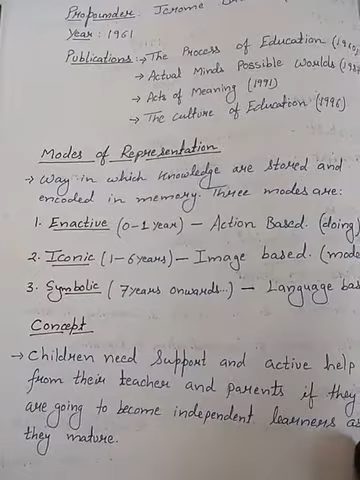 Propounder: Jerome
Year: 1961
Publications: → The Process of Education (1960)
→ Actual Minds Possible Worlds (198
→ Acts of Meaning (1991)
→ The Culture of Education (1996)
Modes of Representation
→ Way in which knowledge are stored and
encoded in memory. Three modes are:
1. Enactive (0-1 year) — Action Based. (doing)
2. Iconic (1-6 years) — Image based. (mode
3. Symbolic (7 years onwards...) — Language bas
Concept
→ Children need support and active help
from their teacher and parents if they
are going to become independent learners as
they mature.